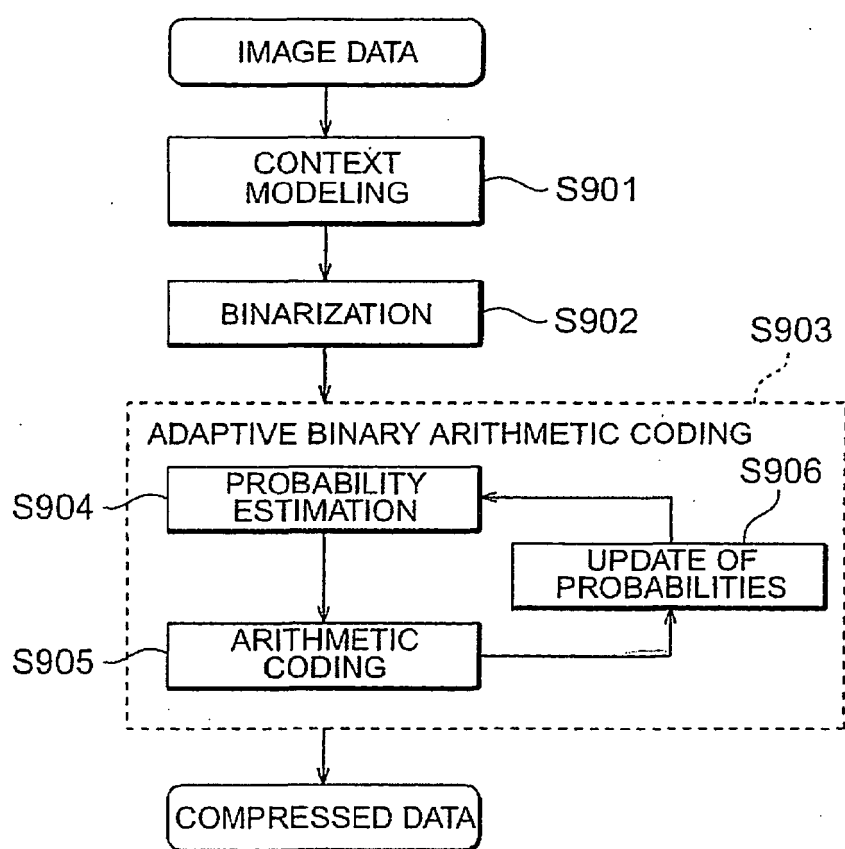 IMAGE DATA
CONTEXT
MODELING
S901
BINARIZATION
S902
S903
ADAPTIVE BINARY ARITHMETIC CODING
S904
PROBABILITY
ESTIMATION
S906
UPDATE OF
PROBABILITIES
S905
ARITHMETIC
CODING
COMPRESSED DATA